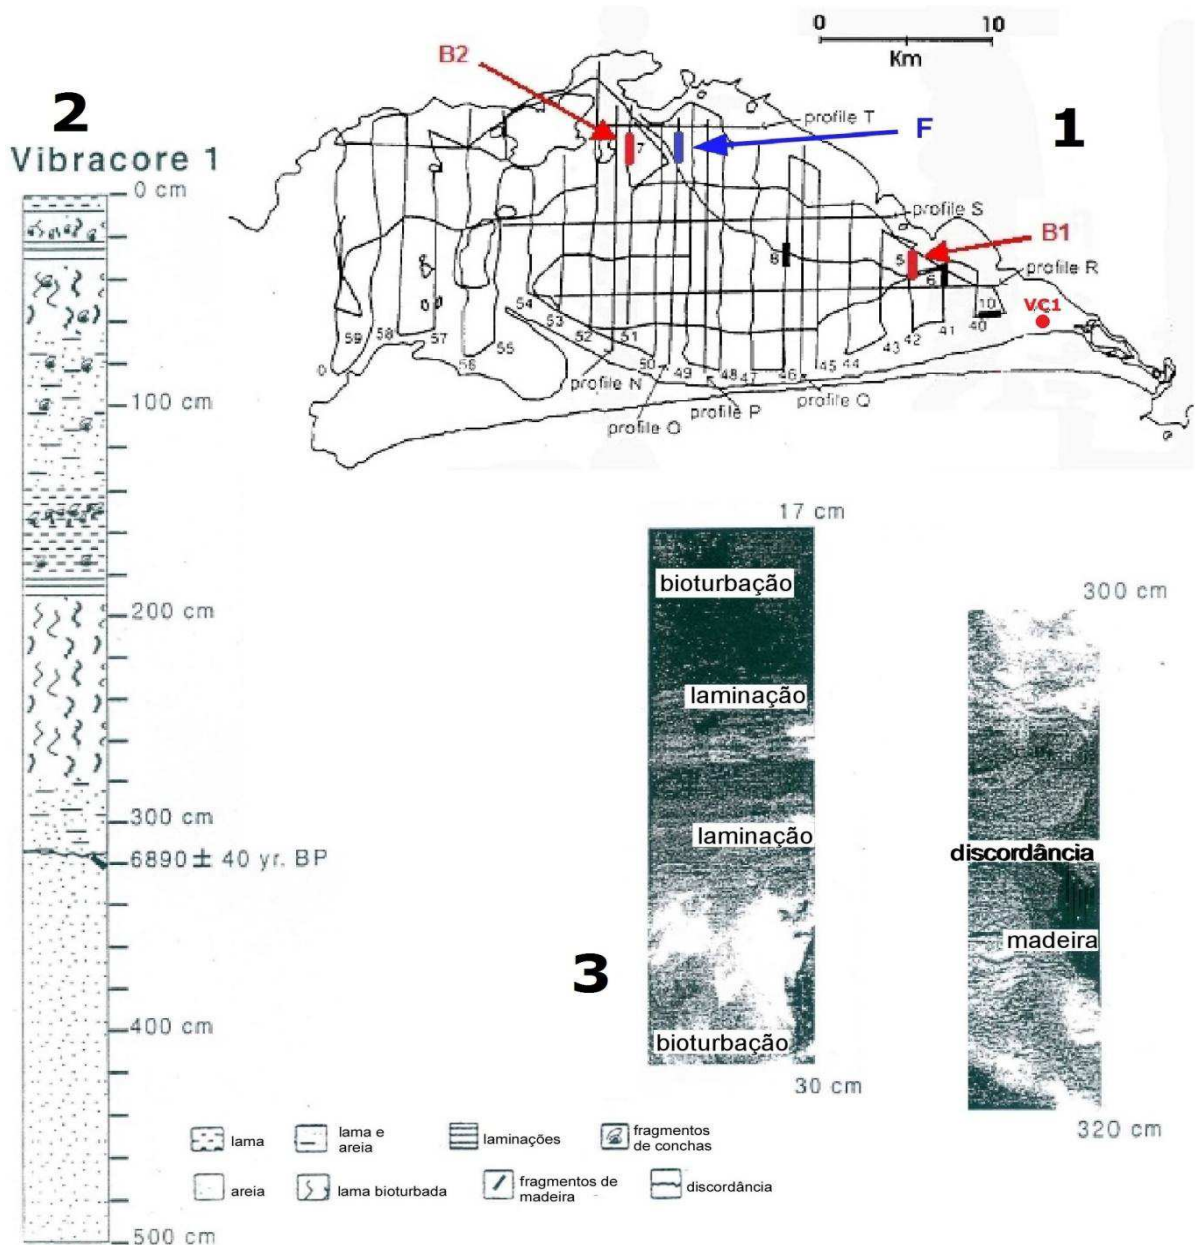 0 10
Km
B2
2
1
profile T
F
Vibracore 1
7
0 cm
profile S
B1
8
5
6
profile R
10
VC1
54
53
52
51
59
58
57
56
55
50
49
48
47
46
45
44
43
42
41
40
0
profile N
profile O
profile P
profile Q
100 cm
17 cm
bioturbação
300 cm
200 cm
laminação
300 cm
laminação
6890 ± 40 yr. BP
discordância
madeira
3
400 cm
bioturbação
30 cm
320 cm
lama
lama e
areia
laminações
fragmentos
de conchas
areia
lama bioturbada
fragmentos de
madeira
discordância
500 cm